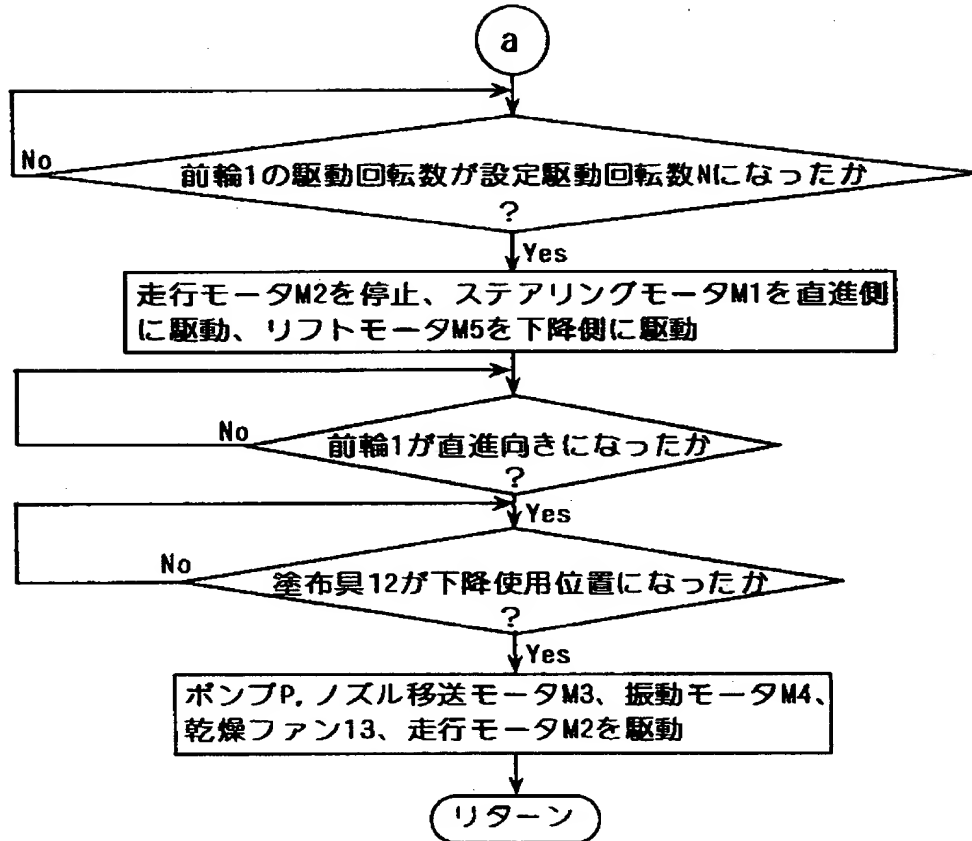 a
No
前輪1の駆動回転数が設定駆動回転数Nになったか
?
Yes
走行モータM2を停止、ステアリングモータM1を直進側
に駆動、リフトモータM5を下降側に駆動
No
前輪1が直進向きになったか
?
Yes
No
塗布具12が下降使用位置になったか
?
Yes
ポンプP,ノズル移送モータM3、振動モータM4、
乾燥ファン13、走行モータM2を駆動
リターン